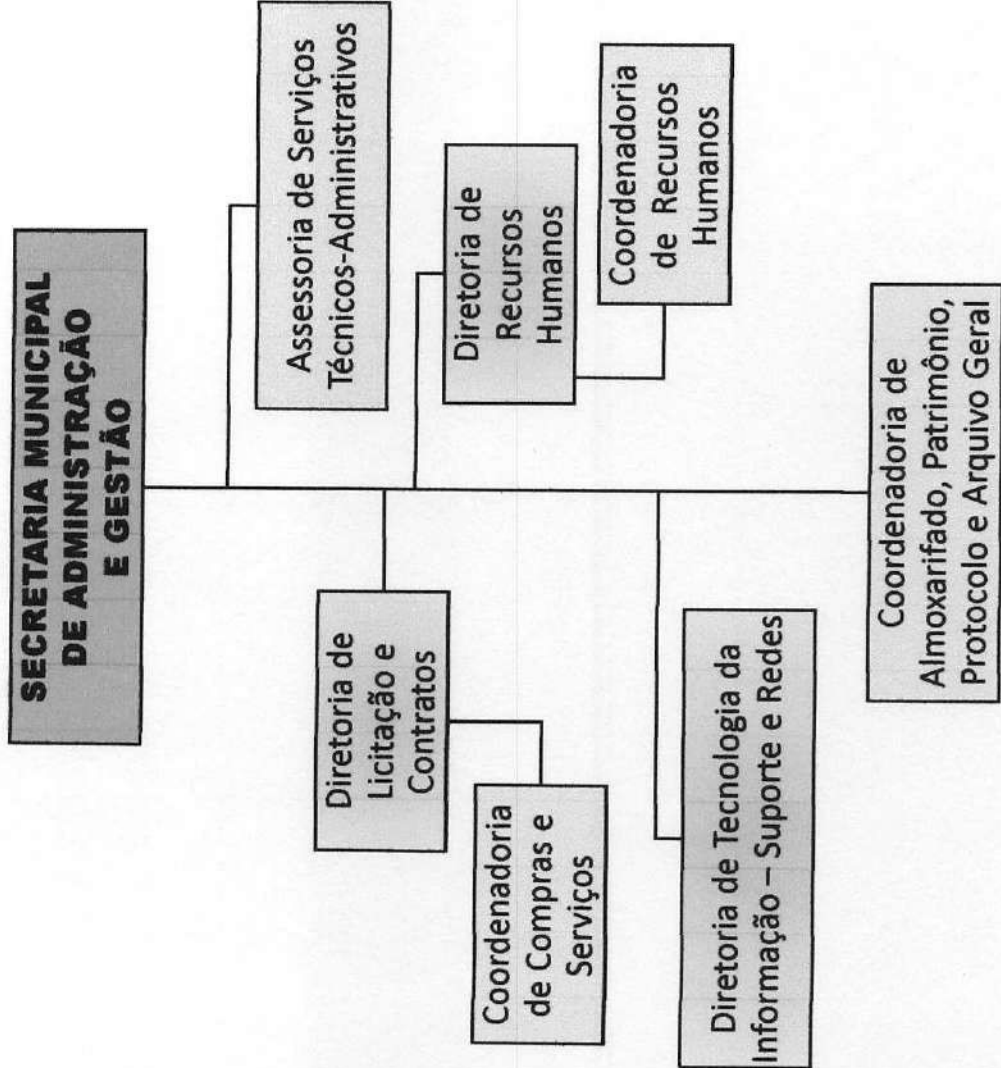 SECRETARIA MUNICIPAL
DE ADMINISTRAÇÃO
E GESTÃO
Assessoria de Serviços
Técnicos-Administrativos
Diretoria de
Licitação e
Contratos
Diretoria de
Recursos
Humanos
Coordenadoria
de Compras e
Serviços
Coordenadoria
de Recursos
Humanos
Diretoria de Tecnologia da
Informação – Suporte e Redes
Coordenadoria de
Almoxarifado, Patrimônio,
Protocolo e Arquivo Geral